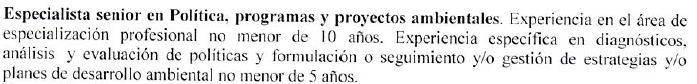 Especialista senior en Política, programas y proyectos ambientales. Experiencia en el área de
especialización profesional no menor de 10 años. Experiencia específica en diagnósticos,
análisis y evaluación de políticas y formulación o seguimiento y/o gestión de estrategias y/o
planes de desarrollo ambiental no menor de 5 años.